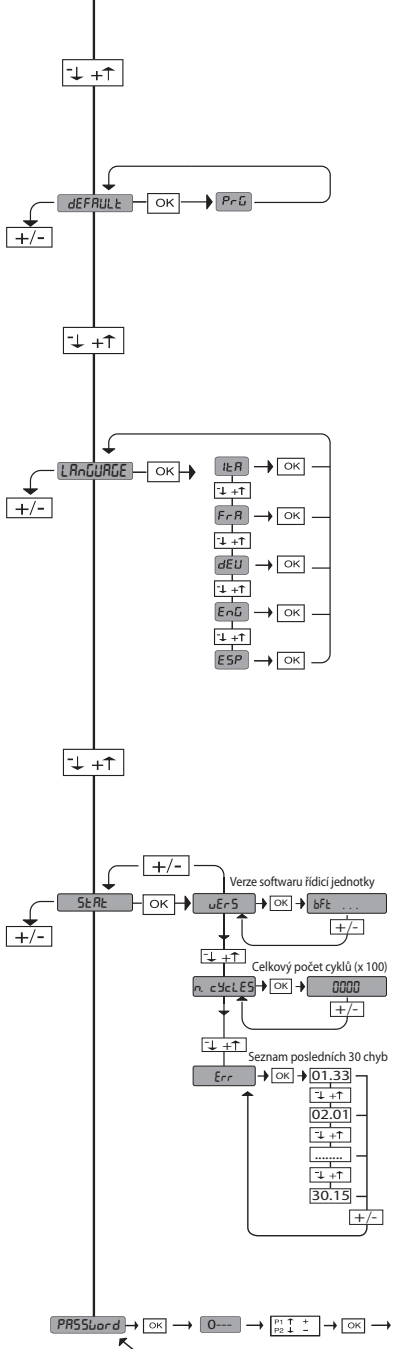 -↓ +↑
dEFAULt OK PrG
+/-
-↓ +↑
LAnGUAGE OK ItA OK
+/-
-↓ +↑
FrA OK
-↓ +↑
dEU OK
-↓ +↑
EnG OK
-↓ +↑
ESP OK
-↓ +↑
+/-
Verze softwaru řídicí jednotky
StAt OK vErS OK bFt ...
+/-
+/-
-↓ +↑
Celkový počet cyklů (x 100)
n. cYcLES OK 0000
+/-
-↓ +↑
Seznam posledních 30 chyb
Err OK 01.33
-↓ +↑
02.01
-↓ +↑
........
-↓ +↑
30.15
+/-
PASSword OK 0--- P1 ↑ + OK
P2 ↓ -